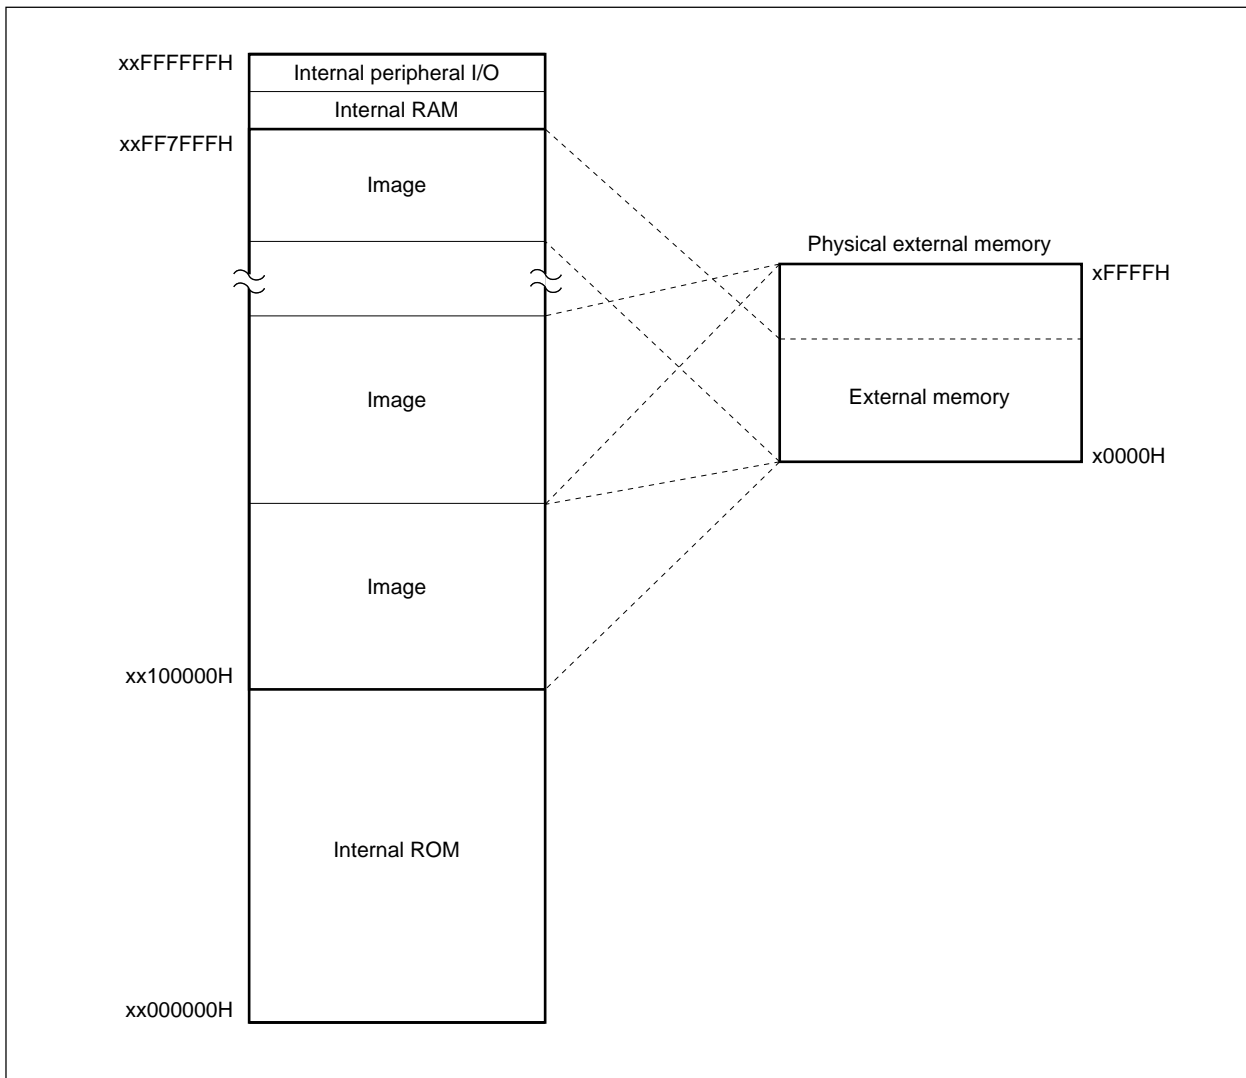 xxFFFFFFH
Internal peripheral I/O
Internal RAM
xxFF7FFFH
Image
Physical external memory
xFFFFH
Image
External memory
x0000H
Image
xx100000H
Internal ROM
xx000000H